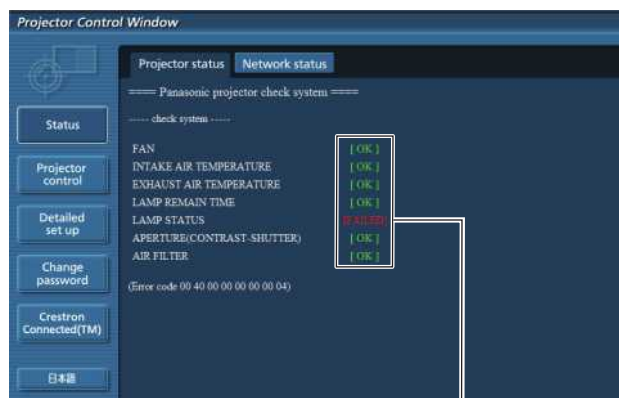 Projector Control Window
Projector status Network status
==== Panasonic projector check system ====
----- check system -----
FAN [ OK ]
INTAKE AIR TEMPERATURE [ OK ]
EXHAUST AIR TEMPERATURE [ OK ]
LAMP REMAIN TIME [ OK ]
LAMP STATUS [FAILED]
APERTURE(CONTRAST-SHUTTER) [ OK ]
AIR FILTER [ OK ]
(Error code 00 40 00 00 00 00 00 04)
Status
Projector
control
Detailed
set up
Change
password
Crestron
Connected(TM)
日本語